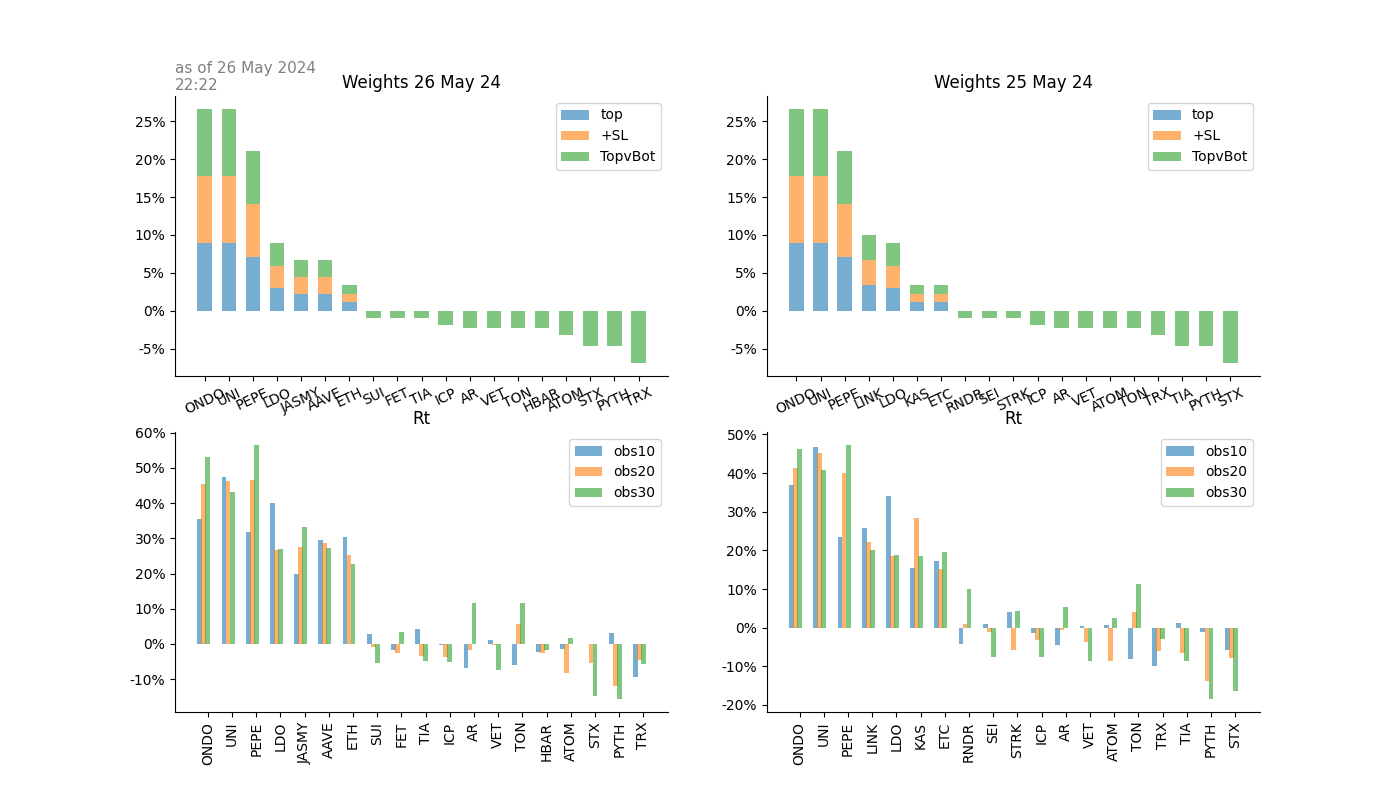 as of 26 May 2024
22:22
Weights 26 May 24
25%
20%
15%
10%
5%
0%
-5%
top
+SL
TopvBot
ONDO UNI PEPE LDO JASMY AAVE ETH SUI FET TIA ICP AR VET TON HBAR ATOM STX PYTH TRX
Weights 25 May 24
25%
20%
15%
10%
5%
0%
-5%
top
+SL
TopvBot
ONDO UNI PEPE LINK LDO KAS ETC RNDR SEI STRK ICP AR VET ATOM TON TRX TIA PYTH STX
Rt
60%
50%
40%
30%
20%
10%
0%
-10%
obs10
obs20
obs30
ONDO UNI PEPE LDO JASMY AAVE ETH SUI FET TIA ICP AR VET TON HBAR ATOM STX PYTH TRX
Rt
50%
40%
30%
20%
10%
0%
-10%
-20%
obs10
obs20
obs30
ONDO UNI PEPE LINK LDO KAS ETC RNDR SEI STRK ICP AR VET ATOM TON TRX TIA PYTH STX